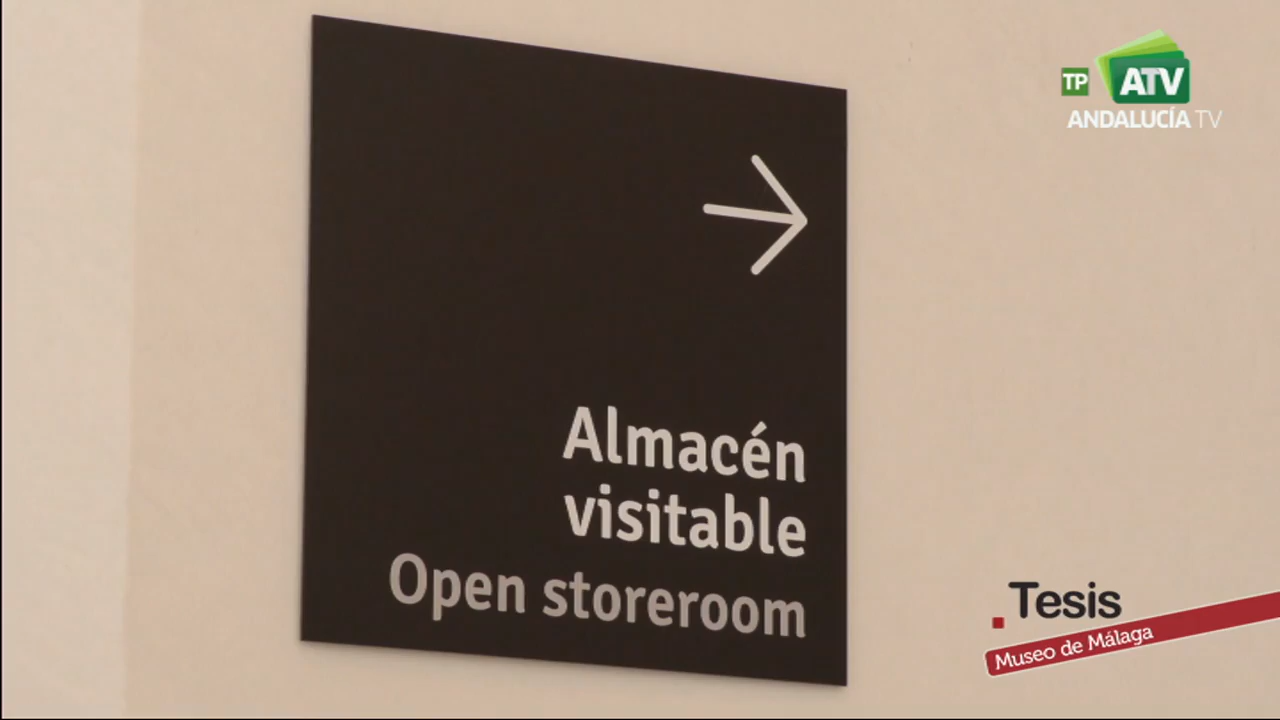 TP ATV
ANDALUCÍA TV
Almacén
visitable
Open storeroom
Tesis
Museo de Málaga